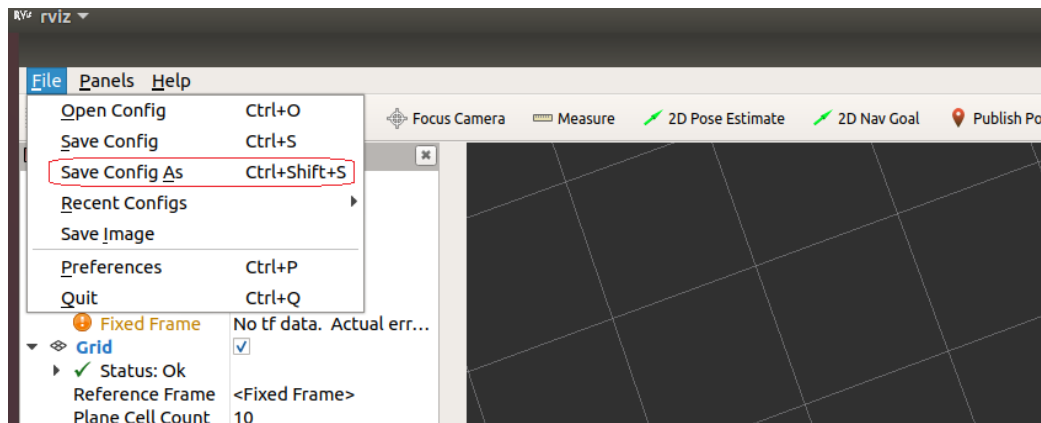 RViz rviz
File Panels Help
Open Config Ctrl+O
Save Config Ctrl+S
Save Config As Ctrl+Shift+S
Recent Configs
Save Image
Preferences Ctrl+P
Quit Ctrl+Q
Focus Camera Measure 2D Pose Estimate 2D Nav Goal Publish Po
Fixed Frame No tf data. Actual err...
Grid
Status: Ok
Reference Frame <Fixed Frame>
Plane Cell Count 10